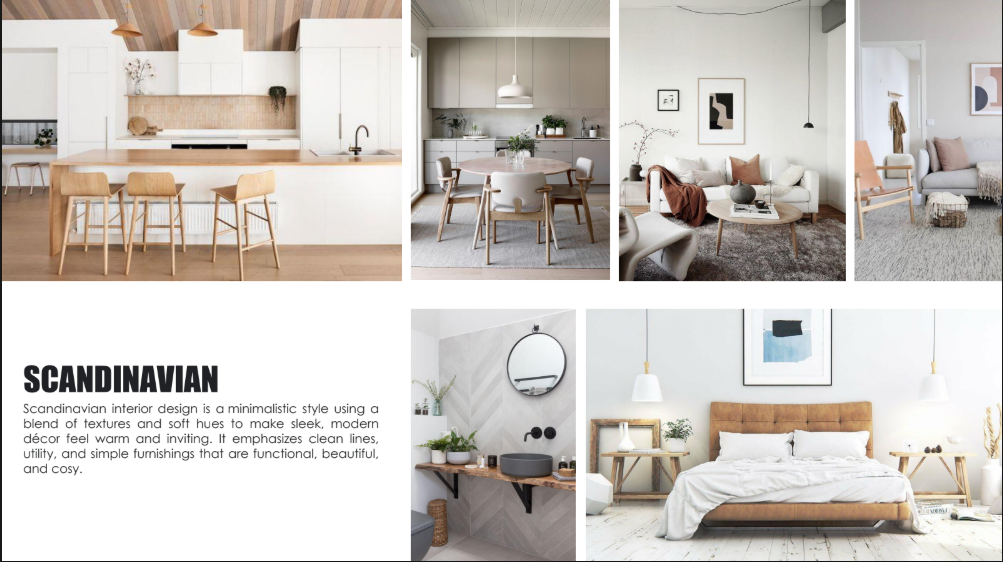 SCANDINAVIAN
Scandinavian interior design is a minimalistic style using a
blend of textures and soft hues to make sleek, modern
décor feel warm and inviting. It emphasizes clean lines,
utility, and simple furnishings that are functional, beautiful,
and cosy.